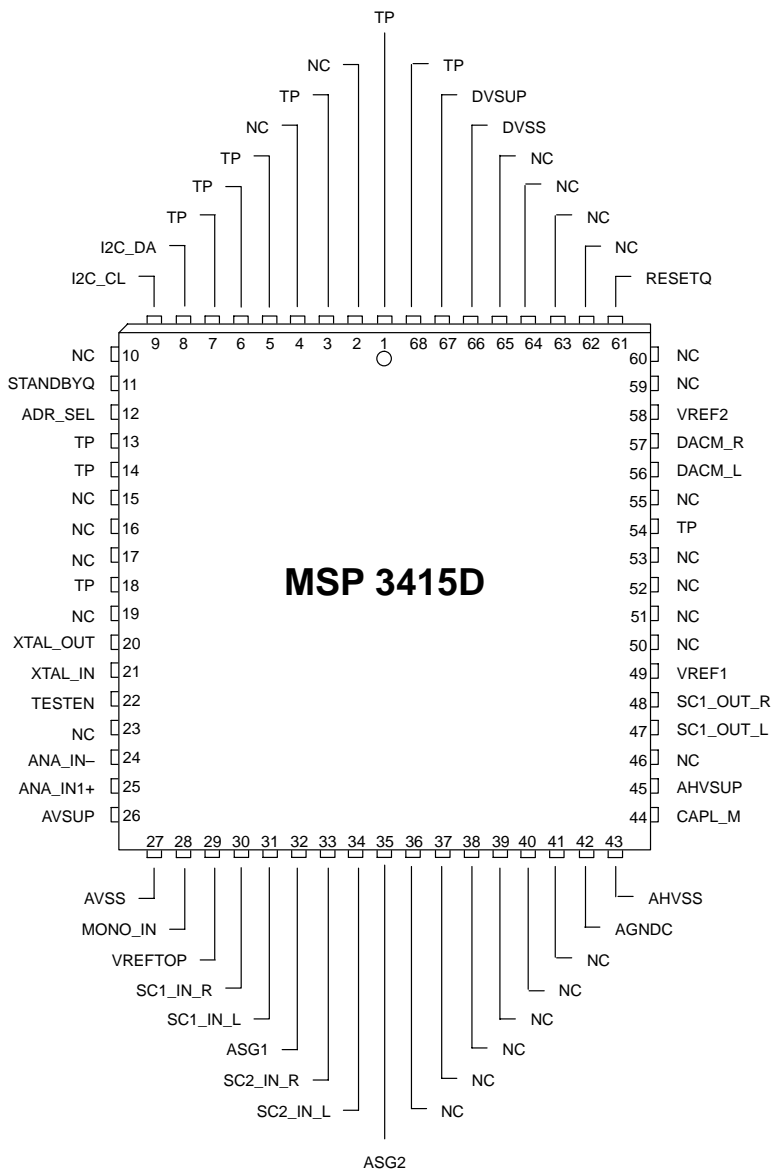 TP
NC
TP
TP
DVSUP
NC
DVSS
TP
NC
TP
NC
TP
NC
I2C_DA
NC
I2C_CL
RESETQ
9 8 7 6 5 4 3 2 1 68 67 66 65 64 63 62 61
NC 10
60 NC
STANDBYQ 11
59 NC
ADR_SEL 12
58 VREF2
TP 13
57 DACM_R
TP 14
56 DACM_L
NC 15
55 NC
NC 16
54 TP
NC 17
53 NC
TP 18
52 NC
MSP 3415D
NC 19
51 NC
XTAL_OUT 20
50 NC
XTAL_IN 21
49 VREF1
TESTEN 22
48 SC1_OUT_R
NC 23
47 SC1_OUT_L
ANA_IN– 24
46 NC
ANA_IN1+ 25
45 AHVSUP
AVSUP 26
44 CAPL_M
27 28 29 30 31 32 33 34 35 36 37 38 39 40 41 42 43
AVSS
AHVSS
MONO_IN
AGNDC
VREFTOP
NC
SC1_IN_R
NC
SC1_IN_L
NC
ASG1
NC
SC2_IN_R
NC
SC2_IN_L
NC
ASG2